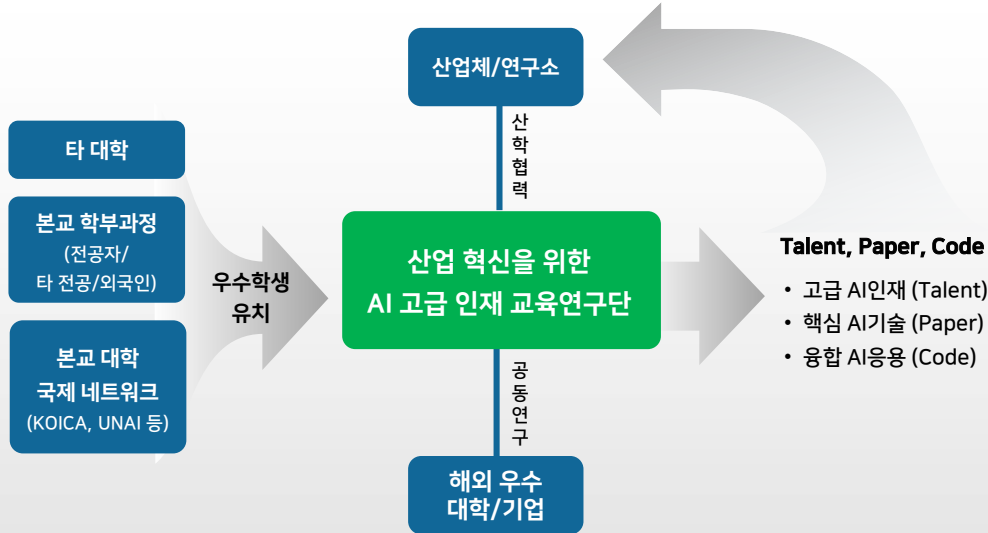 산업체/연구소
산학협력
타 대학
본교 학부과정
(전공자/
타 전공/외국인)
본교 대학
국제 네트워크
(KOICA, UNAI 등)
우수학생
유치
산업 혁신을 위한
AI 고급 인재 교육연구단
Talent, Paper, Code
• 고급 AI인재 (Talent)
• 핵심 AI기술 (Paper)
• 융합 AI응용 (Code)
공동연구
해외 우수
대학/기업